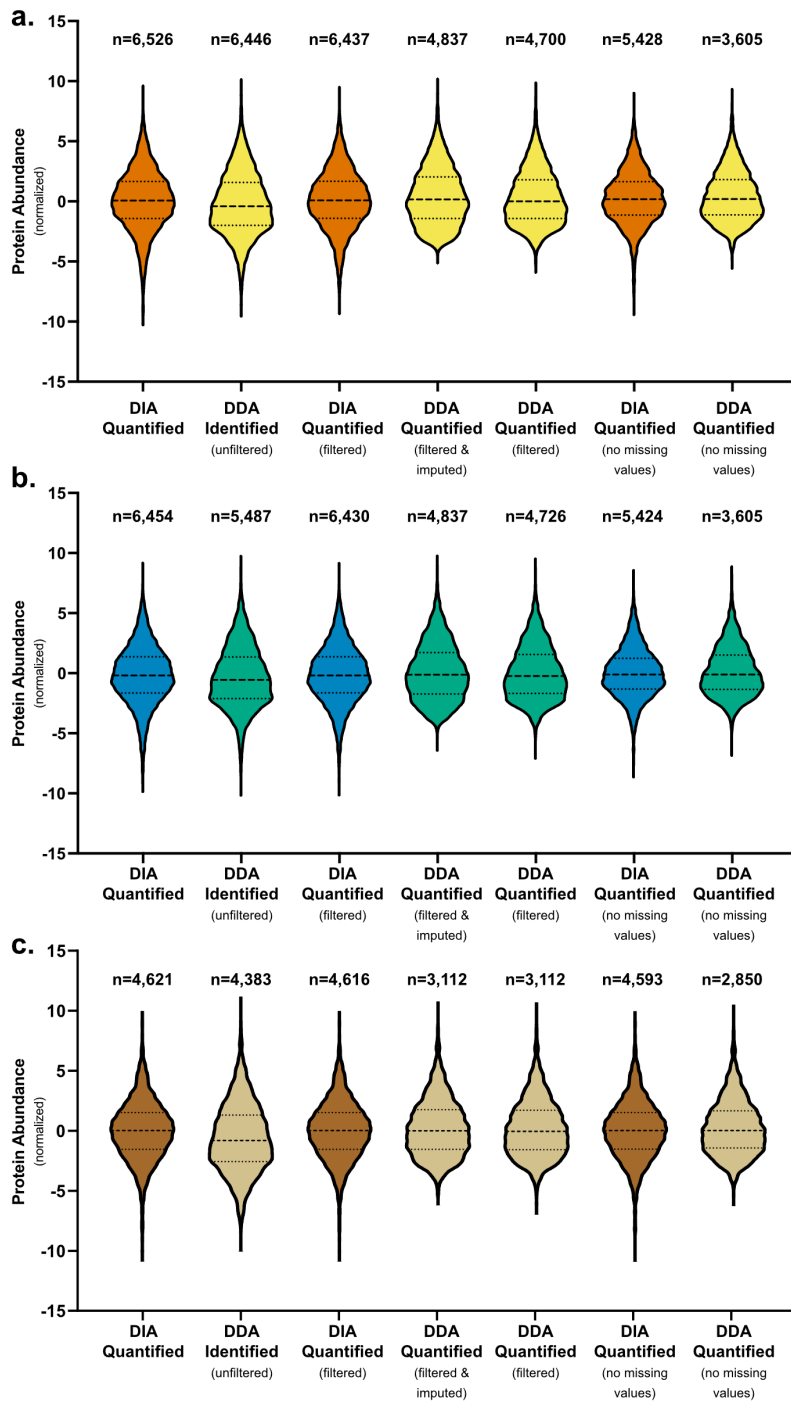 a.
15
10
5
0
-5
-10
-15
Protein Abundance
(normalized)
n=6,526 n=6,446 n=6,437 n=4,837 n=4,700 n=5,428 n=3,605
DIA DDA DIA DDA DDA DIA DDA
Quantified Identified Quantified Quantified Quantified Quantified Quantified
(unfiltered) (filtered) (filtered & (filtered) (no missing (no missing
imputed) values) values)
b.
15
10
5
0
-5
-10
-15
Protein Abundance
(normalized)
n=6,454 n=5,487 n=6,430 n=4,837 n=4,726 n=5,424 n=3,605
DIA DDA DIA DDA DDA DIA DDA
Quantified Identified Quantified Quantified Quantified Quantified Quantified
(unfiltered) (filtered) (filtered & (filtered) (no missing (no missing
imputed) values) values)
c.
15
10
5
0
-5
-10
-15
Protein Abundance
(normalized)
n=4,621 n=4,383 n=4,616 n=3,112 n=3,112 n=4,593 n=2,850
DIA DDA DIA DDA DDA DIA DDA
Quantified Identified Quantified Quantified Quantified Quantified Quantified
(unfiltered) (filtered) (filtered & (filtered) (no missing (no missing
imputed) values) values)